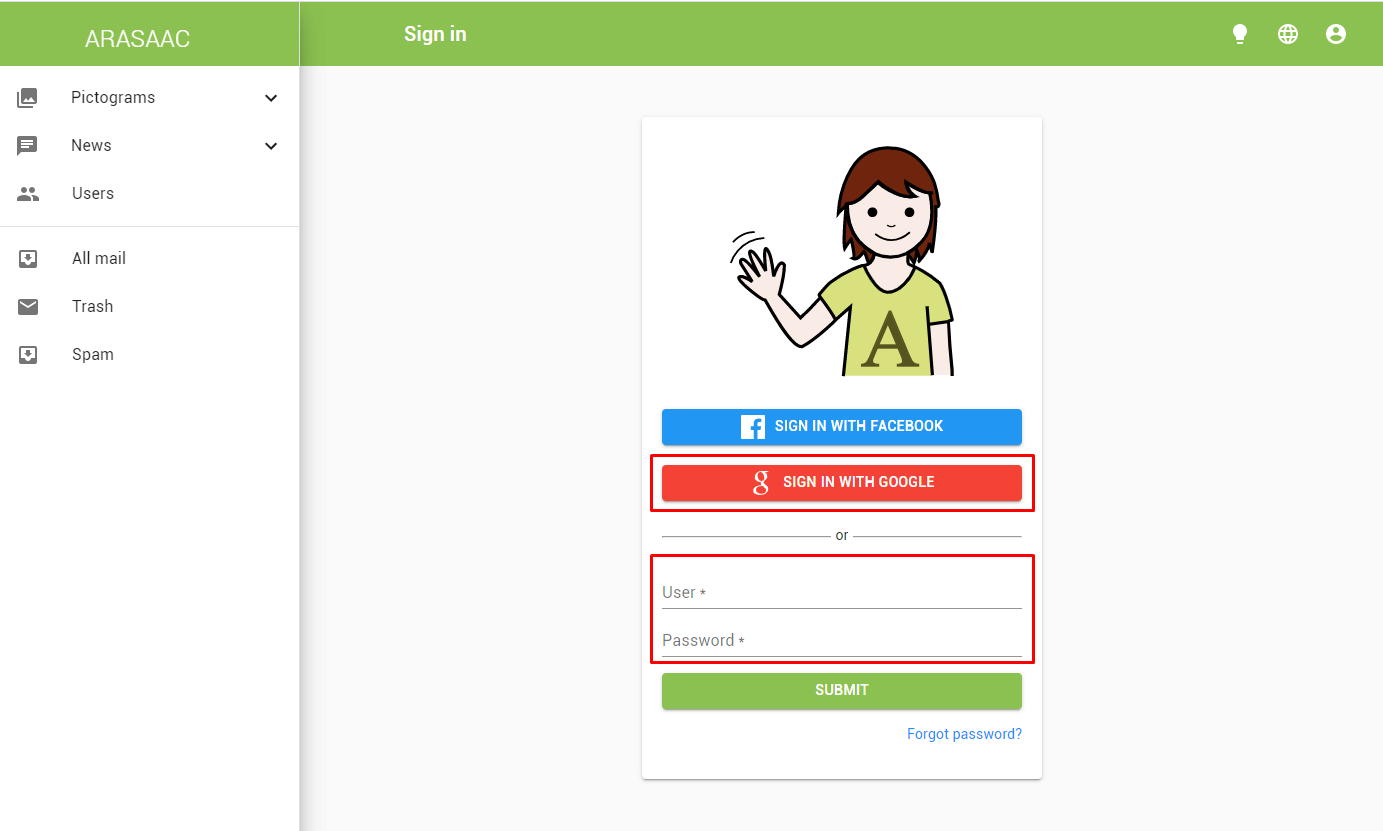 ARASAAC
Sign in
Pictograms
News
Users
All mail
Trash
Spam
A
SIGN IN WITH FACEBOOK
g SIGN IN WITH GOOGLE
or
User *
Password *
SUBMIT
Forgot password?